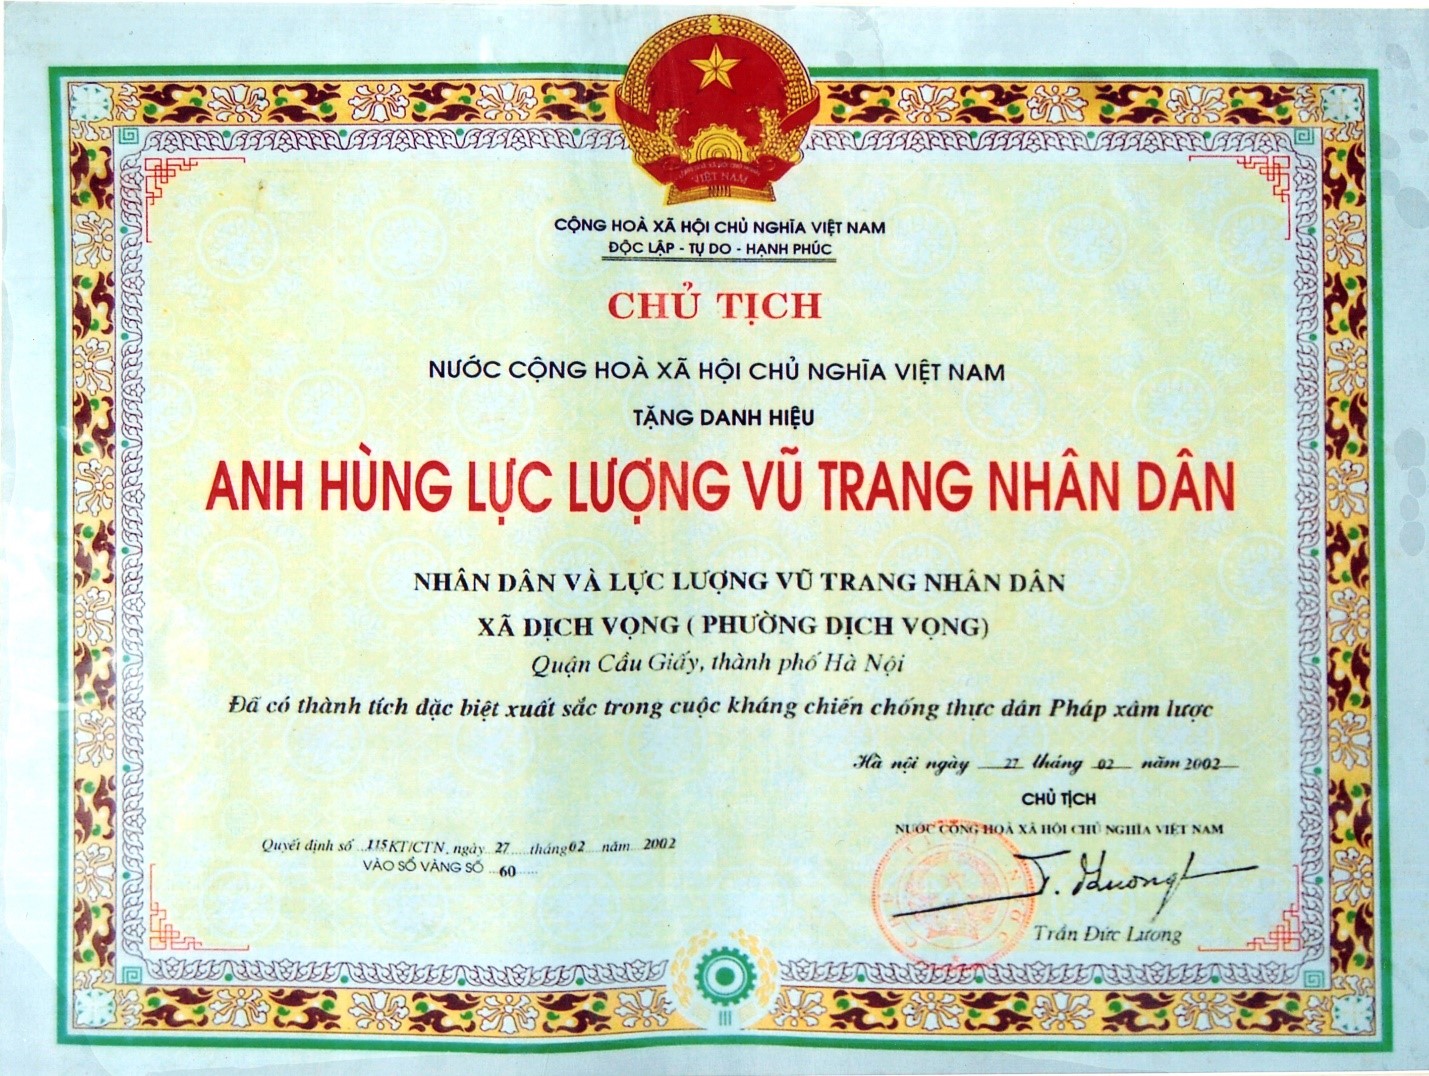 VIỆT NAM
CỘNG HOÀ XÃ HỘI CHỦ NGHĨA VIỆT NAM
ĐỘC LẬP - TỰ DO - HẠNH PHÚC
CHỦ TỊCH
NƯỚC CỘNG HOÀ XÃ HỘI CHỦ NGHĨA VIỆT NAM
TẶNG DANH HIỆU
ANH HÙNG LỰC LƯỢNG VŨ TRANG NHÂN DÂN
NHÂN DÂN VÀ LỰC LƯỢNG VŨ TRANG NHÂN DÂN
XÃ DỊCH VỌNG ( PHƯỜNG DỊCH VỌNG)
Quận Cầu Giấy, thành phố Hà Nội
Đã có thành tích đặc biệt xuất sắc trong cuộc kháng chiến chống thực dân Pháp xâm lược
Hà nội ngày 27 tháng 02 năm 2002
CHỦ TỊCH
NƯỚC CỘNG HOÀ XÃ HỘI CHỦ NGHĨA VIỆT NAM
Quyết định số ..115KT/CTN, ngày 27 ....tháng02 năm 2002
VÀO SỔ VÀNG SỐ ...60.....
T. Lương
Trần Đức Lương